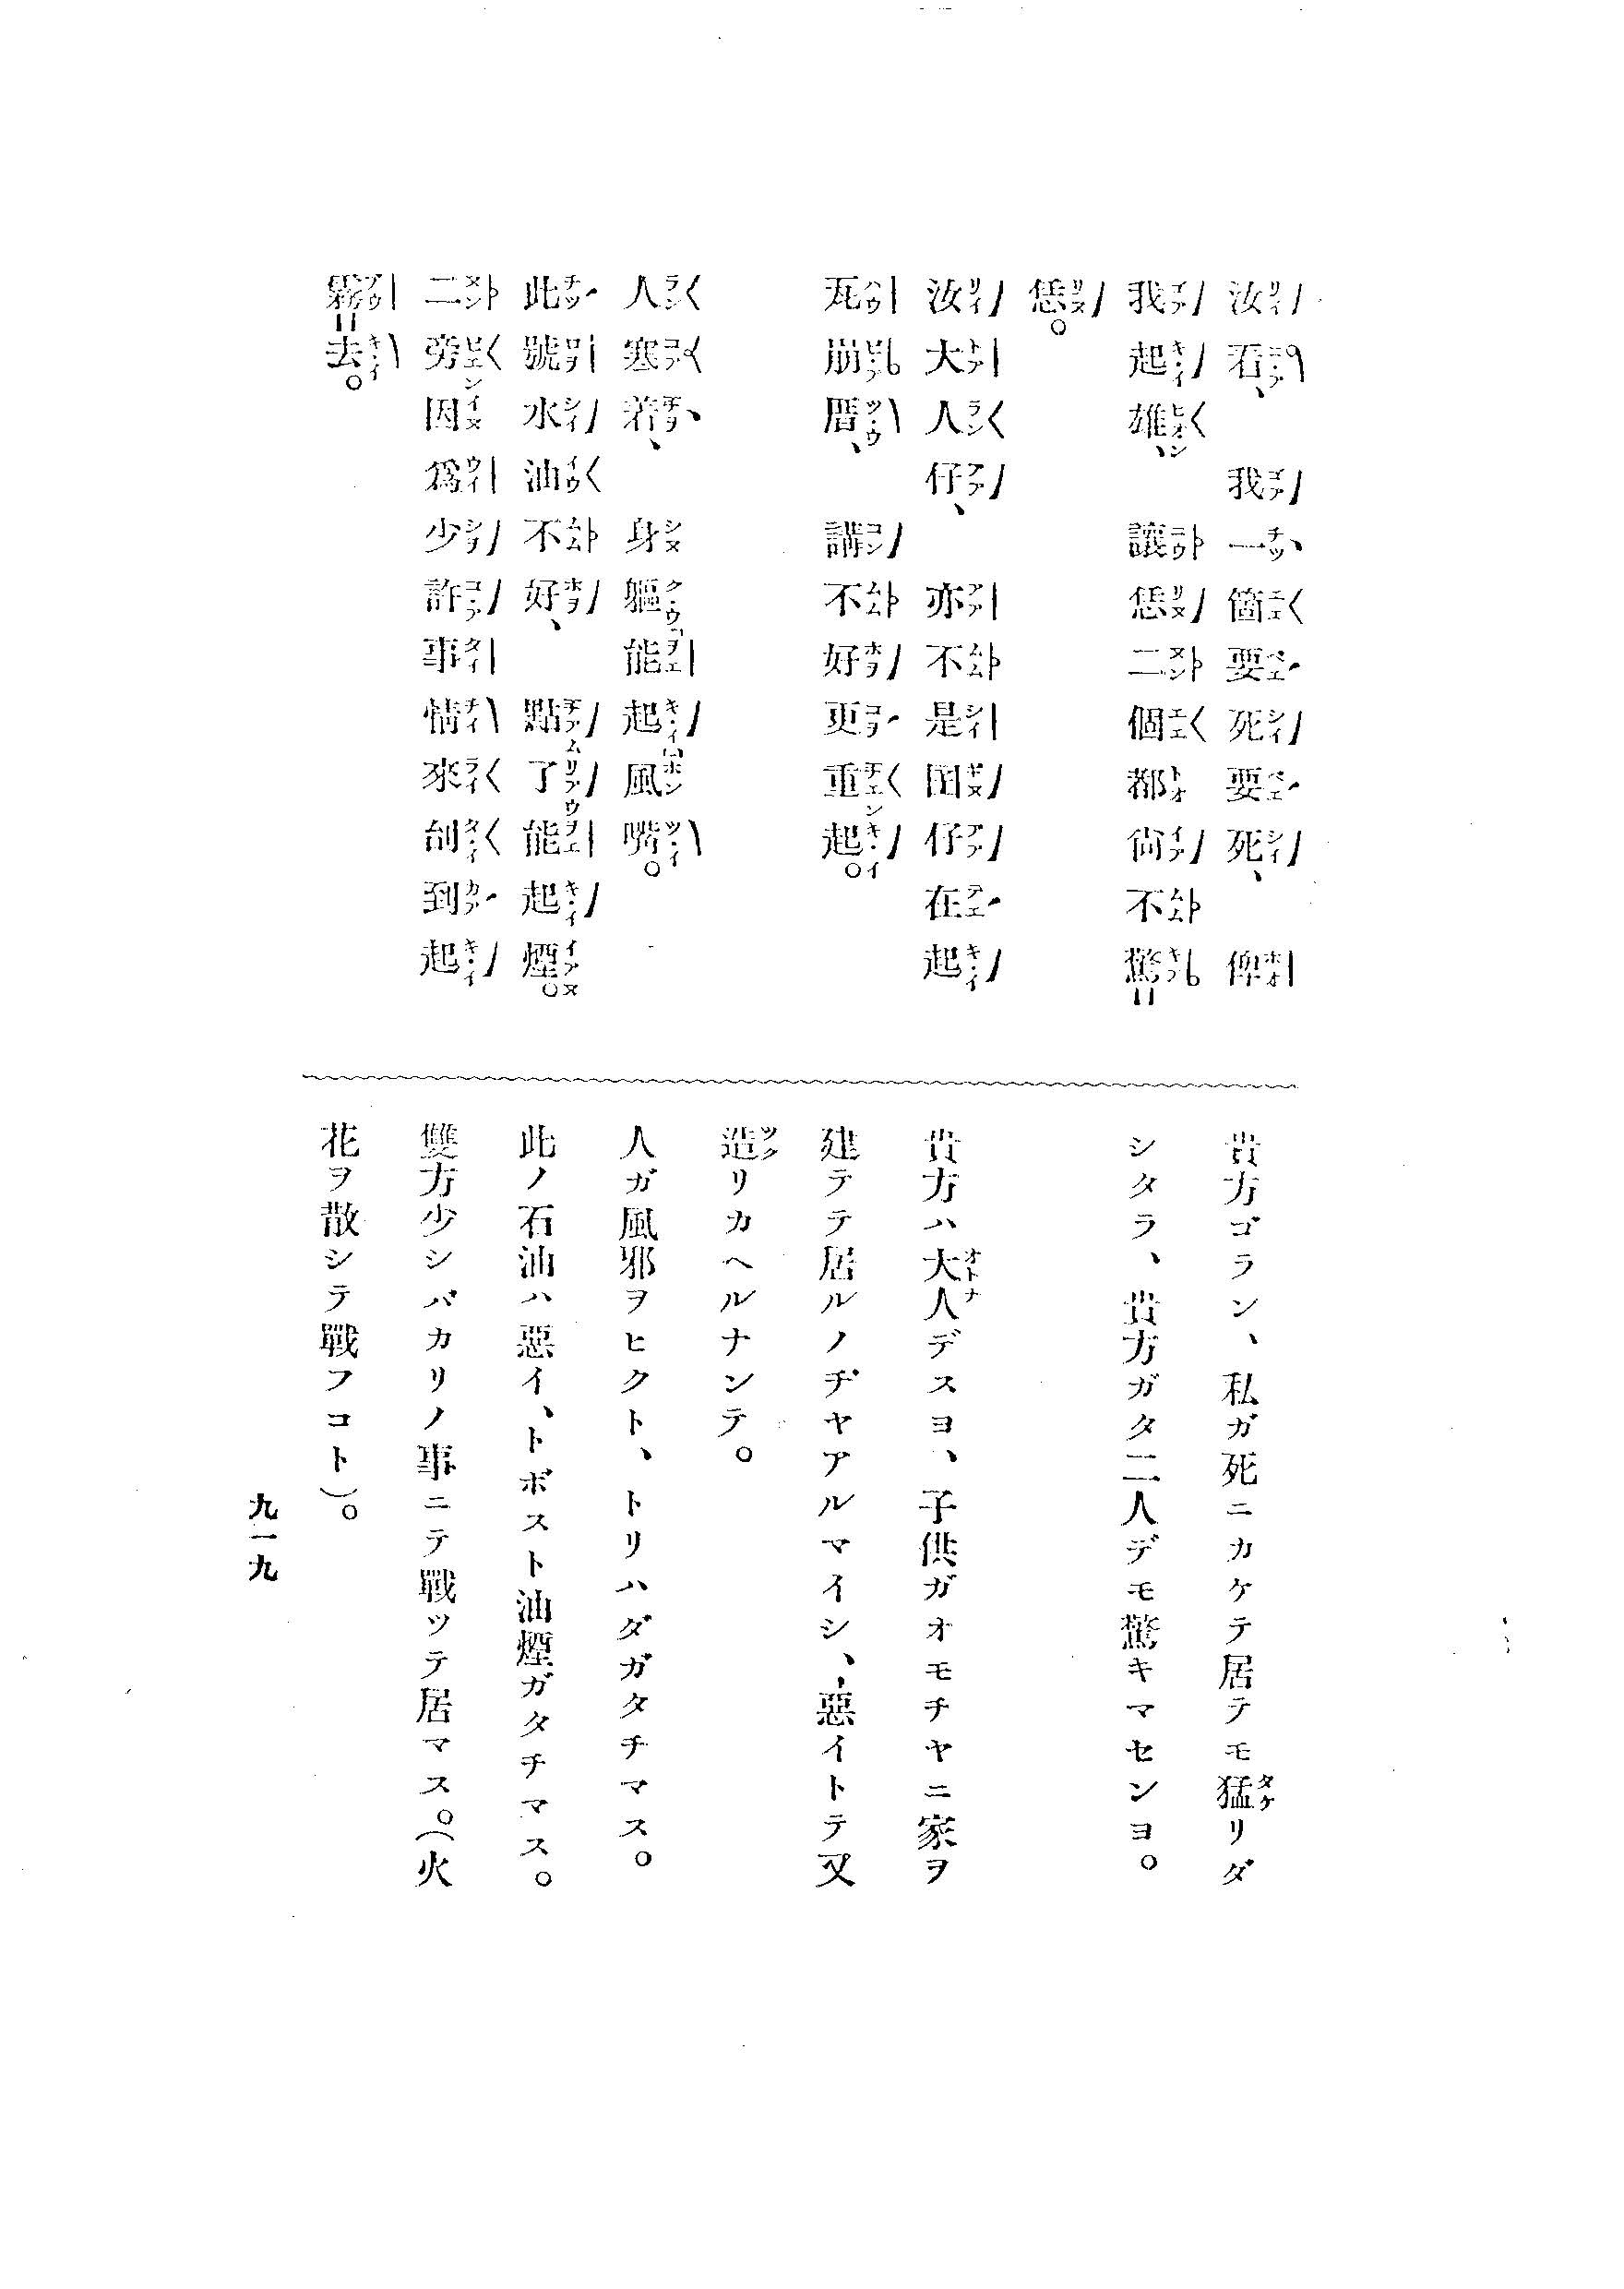 汝看、我一箇要死要死、俾
我起雄、讓恁二個都尙不驚=
恁。
汝大人仔、亦不是囝仔在起
瓦崩厝、講不好更重起。
人寒若、身軀能起風嘴。
此號水油不好、點了能起煙。
二旁因爲少許事情來刣到起
霧=去。
貴方ゴラン、私ガ死ニカケテ居テモ猛リダ
シタラ、貴方ガタ二人デモ驚キマセンヨ。
貴方ハ大人デスヨ、子供ガオモチヤニ家ヲ
建テテ居ルノヂヤアルマイシ、惡イトテ又
造リカヘルナンテ。
人ガ風邪ヲヒクト、トリハダガタチマス。
此ノ石油ハ惡イ、トボスト油煙ガタチマス。
雙方少シバカリノ事ニテ戰ツテ居マス。(火
花ヲ散シテ戰フコト)。
九一九